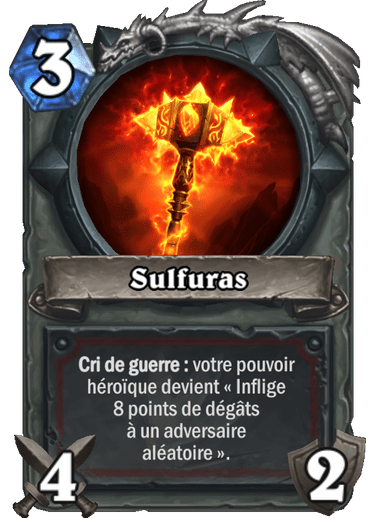 3
Sulfuras
Cri de guerre : votre pouvoir
héroïque devient « Inflige
8 points de dégâts
à un adversaire
aléatoire ».
4
2